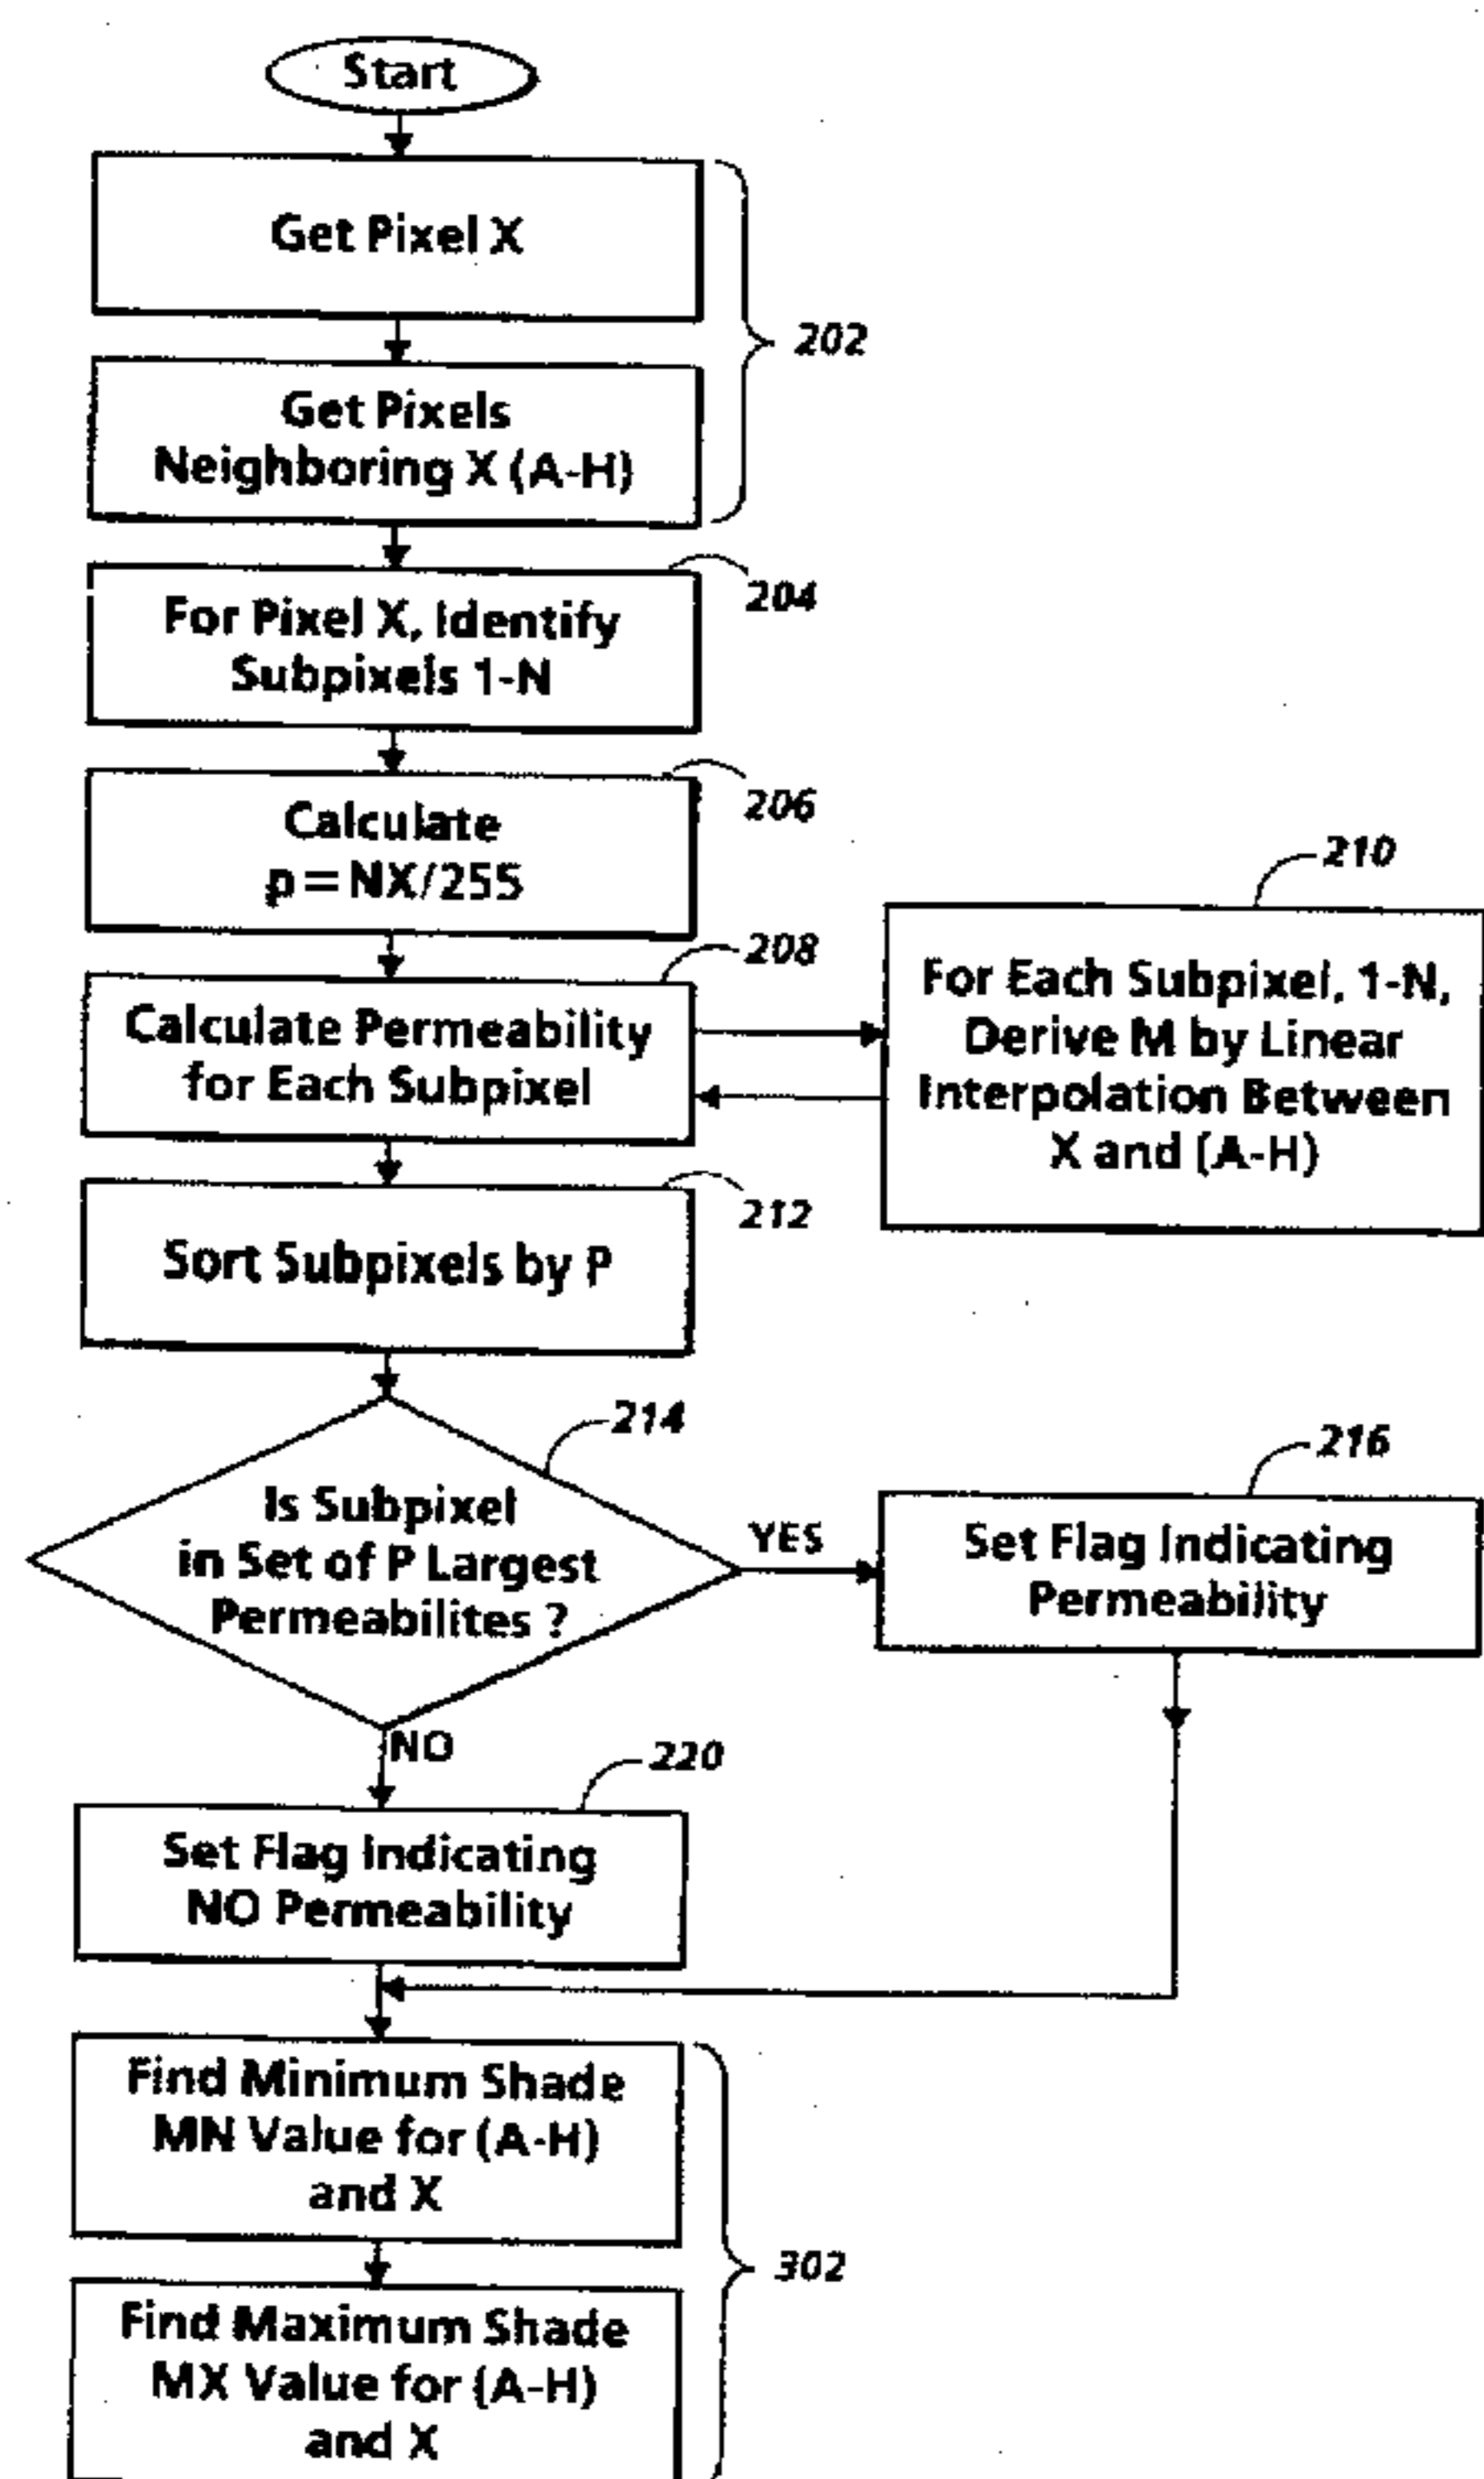 Start
Get Pixel X
202
Get Pixels
Neighboring X (A-H)
204
For Pixel X, Identify
Subpixels 1-N
206
Calculate
p = NX/255
208
Calculate Permeability
for Each Subpixel
210
For Each Subpixel, 1-N,
Derive M by Linear
Interpolation Between
X and (A-H)
212
Sort Subpixels by P
214
Is Subpixel
in Set of P Largest
Permeabilites ?
YES
216
Set Flag Indicating
Permeability
NO
220
Set Flag Indicating
NO Permeability
Find Minimum Shade
MN Value for (A-H)
and X
302
Find Maximum Shade
MX Value for (A-H)
and X